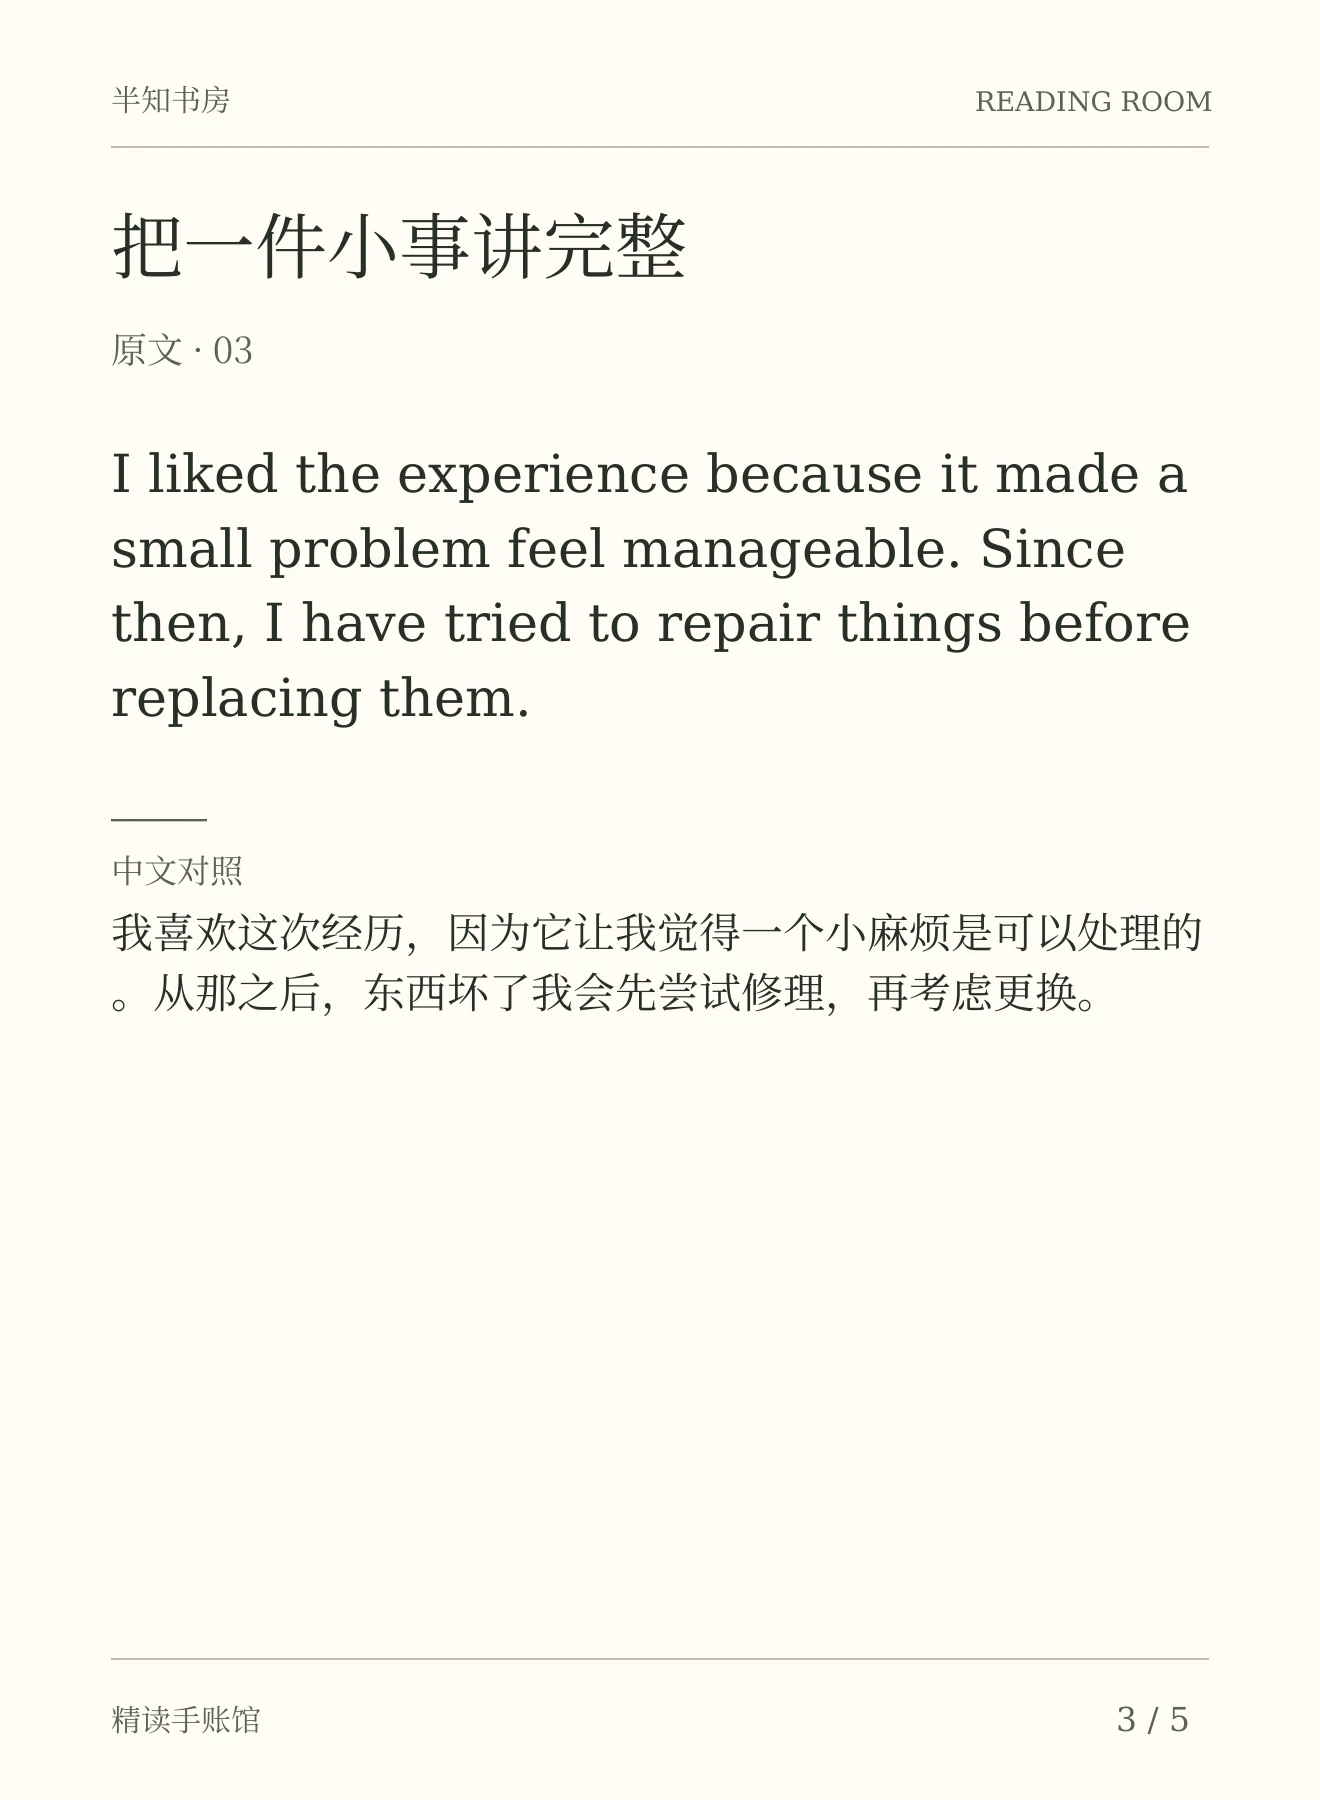 半知书房
READING ROOM
把一件小事讲完整
原文 · 03
I liked the experience because it made a
small problem feel manageable. Since
then, I have tried to repair things before
replacing them.
中文对照
我喜欢这次经历，因为它让我觉得一个小麻烦是可以处理的
。从那之后，东西坏了我会先尝试修理，再考虑更换。
精读手账馆
3 / 5